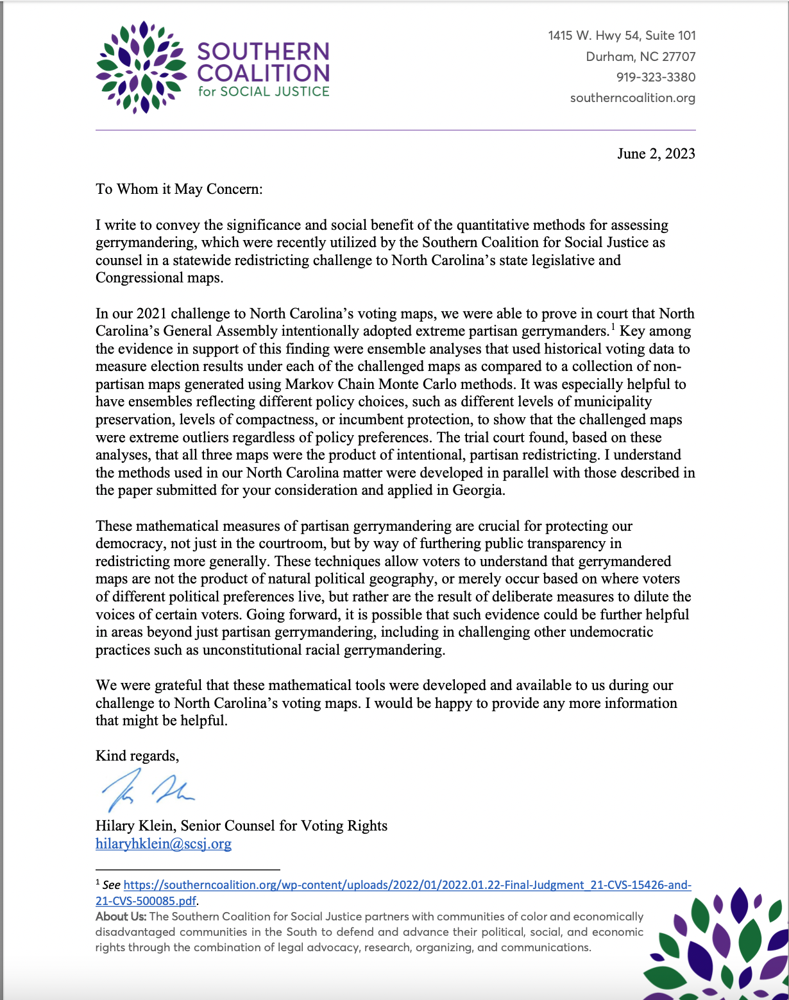 SOUTHERN
COALITION
for SOCIAL JUSTICE
1415 W. Hwy 54, Suite 101
Durham, NC 27707
919-323-3380
southerncoalition.org
June 2, 2023
To Whom it May Concern:
I write to convey the significance and social benefit of the quantitative methods for assessing
gerrymandering, which were recently utilized by the Southern Coalition for Social Justice as
counsel in a statewide redistricting challenge to North Carolina’s state legislative and
Congressional maps.
In our 2021 challenge to North Carolina’s voting maps, we were able to prove in court that North
Carolina’s General Assembly intentionally adopted extreme partisan gerrymanders.¹ Key among
the evidence in support of this finding were ensemble analyses that used historical voting data to
measure election results under each of the challenged maps as compared to a collection of non-
partisan maps generated using Markov Chain Monte Carlo methods. It was especially helpful to
have ensembles reflecting different policy choices, such as different levels of municipality
preservation, levels of compactness, or incumbent protection, to show that the challenged maps
were extreme outliers regardless of policy preferences. The trial court found, based on these
analyses, that all three maps were the product of intentional, partisan redistricting. I understand
the methods used in our North Carolina matter were developed in parallel with those described in
the paper submitted for your consideration and applied in Georgia.
These mathematical measures of partisan gerrymandering are crucial for protecting our
democracy, not just in the courtroom, but by way of furthering public transparency in
redistricting more generally. These techniques allow voters to understand that gerrymandered
maps are not the product of natural political geography, or merely occur based on where voters
of different political preferences live, but rather are the result of deliberate measures to dilute the
voices of certain voters. Going forward, it is possible that such evidence could be further helpful
in areas beyond just partisan gerrymandering, including in challenging other undemocratic
practices such as unconstitutional racial gerrymandering.
We were grateful that these mathematical tools were developed and available to us during our
challenge to North Carolina’s voting maps. I would be happy to provide any more information
that might be helpful.
Kind regards,
Hilary Klein, Senior Counsel for Voting Rights
hilaryhklein@scsj.org
¹ See https://southerncoalition.org/wp-content/uploads/2022/01/2022.01.22-Final-Judgment_21-CVS-15426-and-
21-CVS-500085.pdf.
About Us: The Southern Coalition for Social Justice partners with communities of color and economically
disadvantaged communities in the South to defend and advance their political, social, and economic
rights through the combination of legal advocacy, research, organizing, and communications.